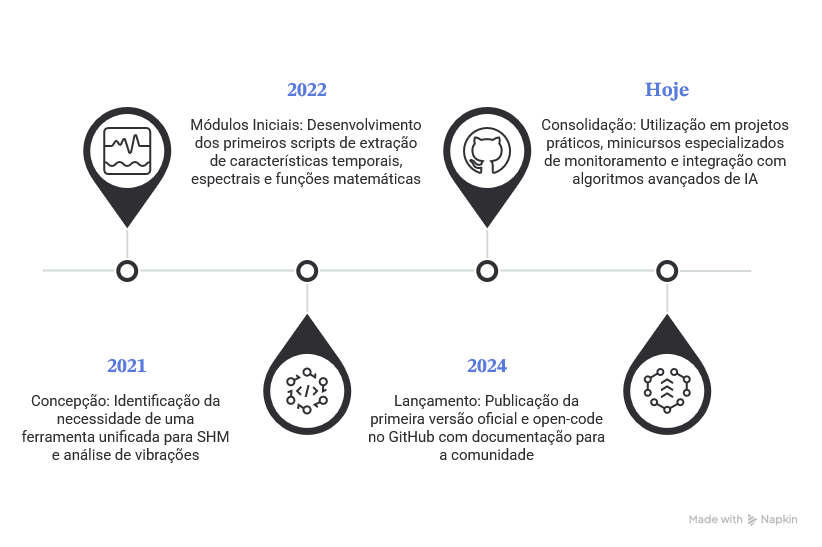 2022
Módulos Iniciais: Desenvolvimento
dos primeiros scripts de extração
de características temporais,
espectrais e funções matemáticas
Hoje
Consolidação: Utilização em projetos
práticos, minicursos especializados
de monitoramento e integração com
algoritmos avançados de IA
2021
Concepção: Identificação da
necessidade de uma
ferramenta unificada para SHM
e análise de vibrações
2024
Lançamento: Publicação da
primeira versão oficial e open-code
no GitHub com documentação para
a comunidade
</>
Made with Napkin